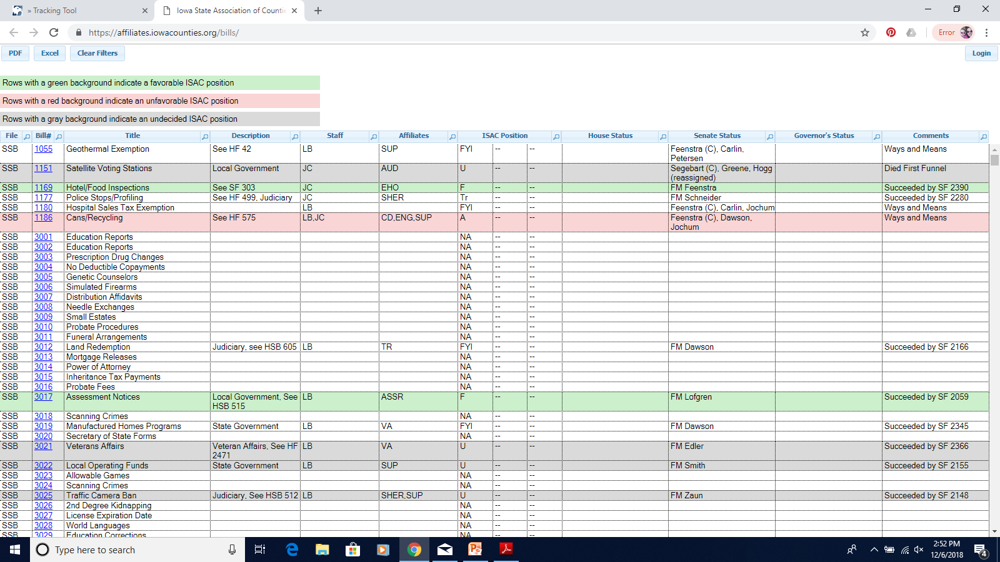 » Tracking Tool
Iowa State Association of Counti
https://affiliates.iowacounties.org/bills/
Error
PDF Excel Clear Filters Login
Rows with a green background indicate a favorable ISAC position
Rows with a red background indicate an unfavorable ISAC position
Rows with a gray background indicate an undecided ISAC position
File Bill# Title Description Staff Affiliates ISAC Position House Status Senate Status Governor's Status Comments
SSB 1055 Geothermal Exemption See HF 42 LB SUP FYI -- -- Feenstra (C), Carlin, Ways and Means
Petersen
SSB 1151 Satellite Voting Stations Local Government JC AUD U -- -- Segebart (C), Greene, Hogg Died First Funnel
(reassigned)
SSB 1169 Hotel/Food Inspections See SF 303 JC EHO F -- -- FM Feenstra Succeeded by SF 2390
SSB 1177 Police Stops/Profiling See HF 499, Judiciary JC SHER Tr -- -- FM Schneider Succeeded by SF 2280
SSB 1180 Hospital Sales Tax Exemption LB FYI -- -- Feenstra (C), Carlin, Jochum Ways and Means
SSB 1186 Cans/Recycling See HF 575 LB,JC CD,ENG,SUP A -- -- Feenstra (C), Dawson, Ways and Means
Jochum
SSB 3001 Education Reports NA -- --
SSB 3002 Education Reports NA -- --
SSB 3003 Prescription Drug Changes NA -- --
SSB 3004 No Deductible Copayments NA -- --
SSB 3005 Genetic Counselors NA -- --
SSB 3006 Simulated Firearms NA -- --
SSB 3007 Distribution Affidavits NA -- --
SSB 3008 Needle Exchanges NA -- --
SSB 3009 Small Estates NA -- --
SSB 3010 Probate Procedures NA -- --
SSB 3011 Funeral Arrangements NA -- --
SSB 3012 Land Redemption Judiciary, see HSB 605 LB TR FYI -- -- FM Dawson Succeeded by SF 2166
SSB 3013 Mortgage Releases NA -- --
SSB 3014 Power of Attorney NA -- --
SSB 3015 Inheritance Tax Payments NA -- --
SSB 3016 Probate Fees NA -- --
SSB 3017 Assessment Notices Local Government, See LB ASSR F -- -- FM Lofgren Succeeded by SF 2059
HSB 515
SSB 3018 Scanning Crimes NA -- --
SSB 3019 Manufactured Homes Programs State Government LB VA FYI -- -- FM Dawson Succeeded by SF 2345
SSB 3020 Secretary of State Forms NA -- --
SSB 3021 Veterans Affairs Veteran Affairs, See HF LB VA U -- -- FM Edler Succeeded by SF 2366
2471
SSB 3022 Local Operating Funds State Government LB SUP U -- -- FM Smith Succeeded by SF 2155
SSB 3023 Allowable Games NA -- --
SSB 3024 Scanning Crimes NA -- --
SSB 3025 Traffic Camera Ban Judiciary, See HSB 512 LB SHER,SUP U -- -- FM Zaun Succeeded by SF 2148
SSB 3026 2nd Degree Kidnapping NA -- --
SSB 3027 License Expiration Date NA -- --
SSB 3028 World Languages NA -- --
SSB 3029 Education Corrections NA -- --
Type here to search
2:52 PM
12/6/2018
4